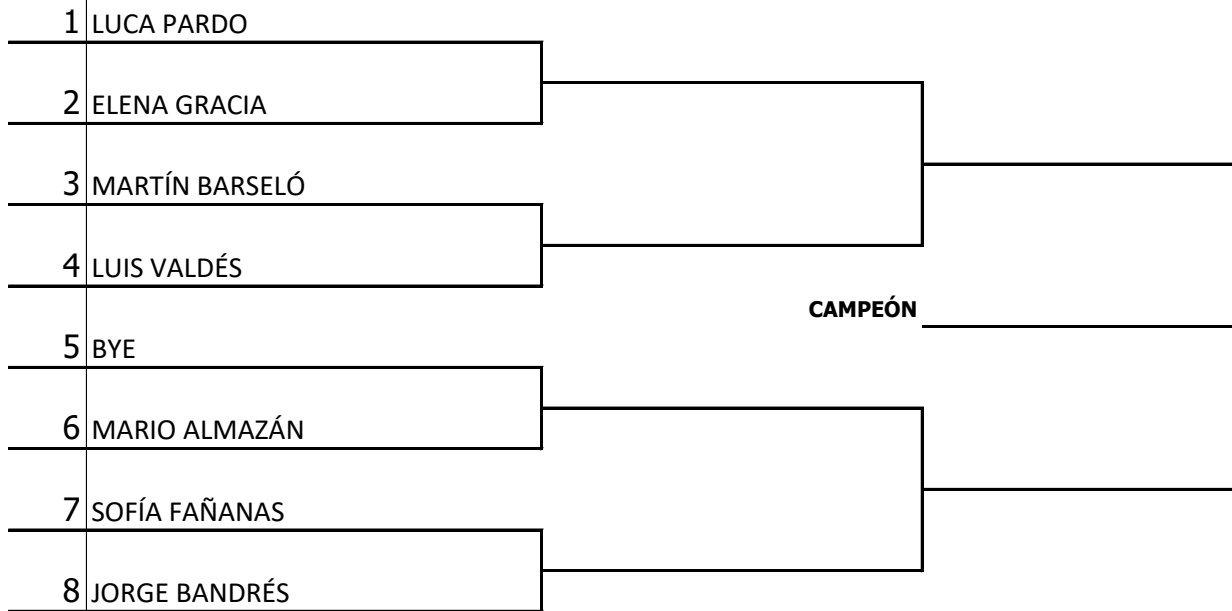 1 LUCA PARDO
2 ELENA GRACIA
3 MARTÍN BARSELÓ
4 LUIS VALDÉS
CAMPEÓN
5 BYE
6 MARIO ALMAZÁN
7 SOFÍA FAÑANAS
8 JORGE BANDRÉS